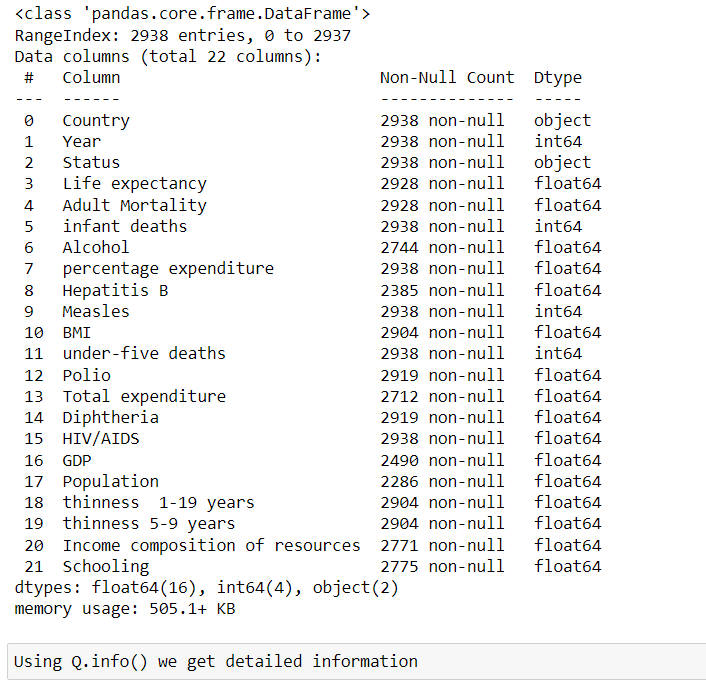 <class 'pandas.core.frame.DataFrame'>
RangeIndex: 2938 entries, 0 to 2937
Data columns (total 22 columns):
 #   Column                           Non-Null Count  Dtype
---  ------                           --------------  -----
 0   Country                          2938 non-null   object
 1   Year                             2938 non-null   int64
 2   Status                           2938 non-null   object
 3   Life expectancy                  2928 non-null   float64
 4   Adult Mortality                  2928 non-null   float64
 5   infant deaths                    2938 non-null   int64
 6   Alcohol                          2744 non-null   float64
 7   percentage expenditure           2938 non-null   float64
 8   Hepatitis B                      2385 non-null   float64
 9   Measles                          2938 non-null   int64
 10  BMI                              2904 non-null   float64
 11  under-five deaths                2938 non-null   int64
 12  Polio                            2919 non-null   float64
 13  Total expenditure                2712 non-null   float64
 14  Diphtheria                       2919 non-null   float64
 15  HIV/AIDS                         2938 non-null   float64
 16  GDP                              2490 non-null   float64
 17  Population                       2286 non-null   float64
 18  thinness  1-19 years             2904 non-null   float64
 19  thinness 5-9 years               2904 non-null   float64
 20  Income composition of resources  2771 non-null   float64
 21  Schooling                        2775 non-null   float64
dtypes: float64(16), int64(4), object(2)
memory usage: 505.1+ KB
Using Q.info() we get detailed information